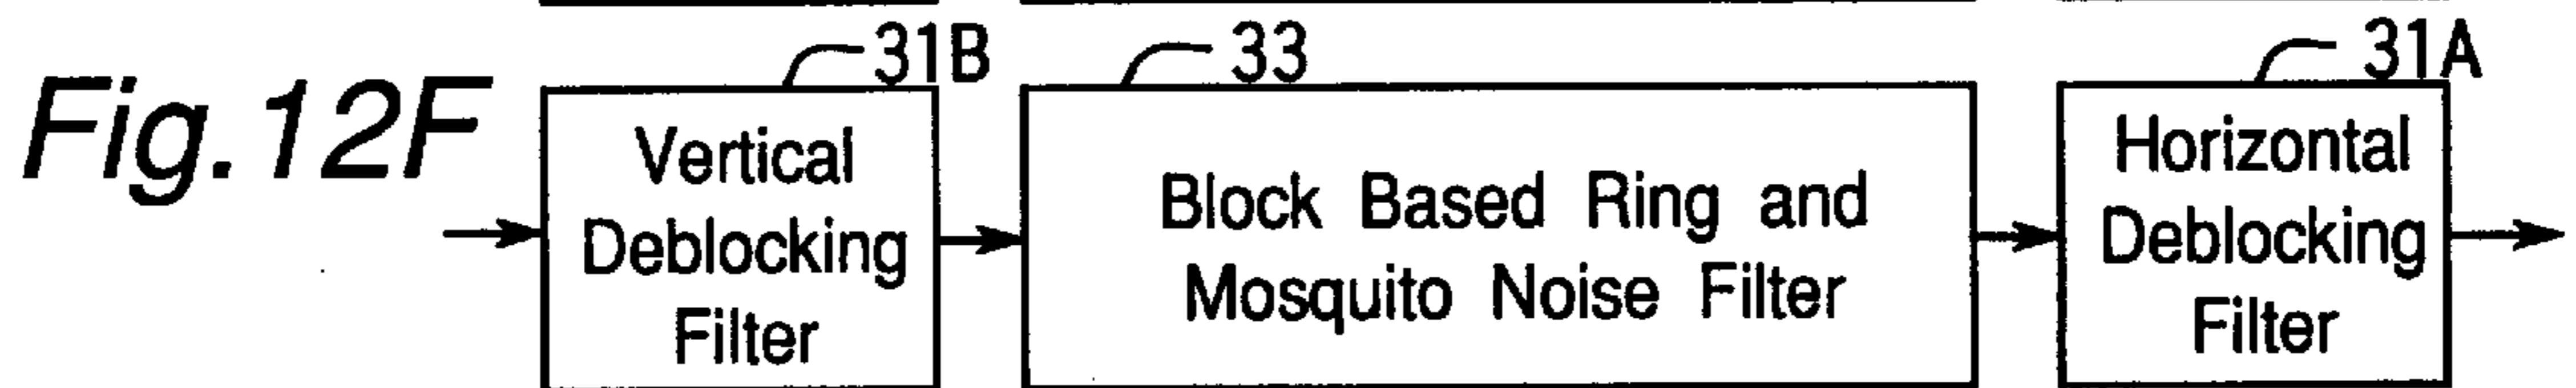 Fig.12F
31B
Vertical
Deblocking
Filter
33
Block Based Ring and
Mosquito Noise Filter
31A
Horizontal
Deblocking
Filter